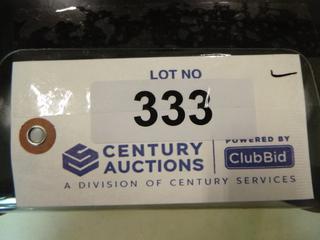 LOT NO
333
CENTURY
AUCTIONS
POWERED BY
ClubBid
A DIVISION OF CENTURY SERVICES